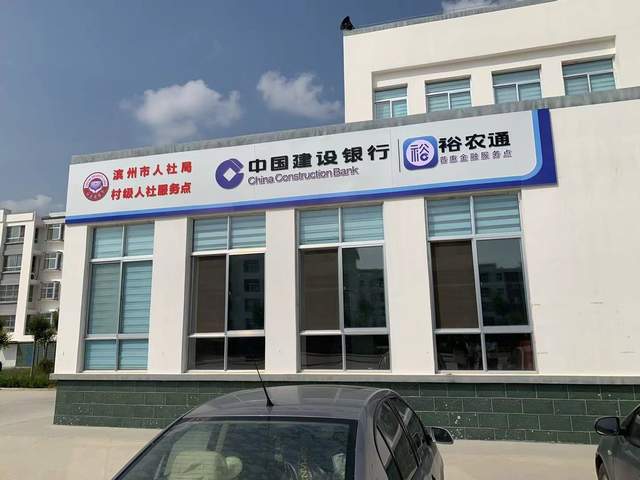 滨州市人社局
村级人社服务点
中国建设银行
China Construction Bank
裕
裕农通
普惠金融服务点